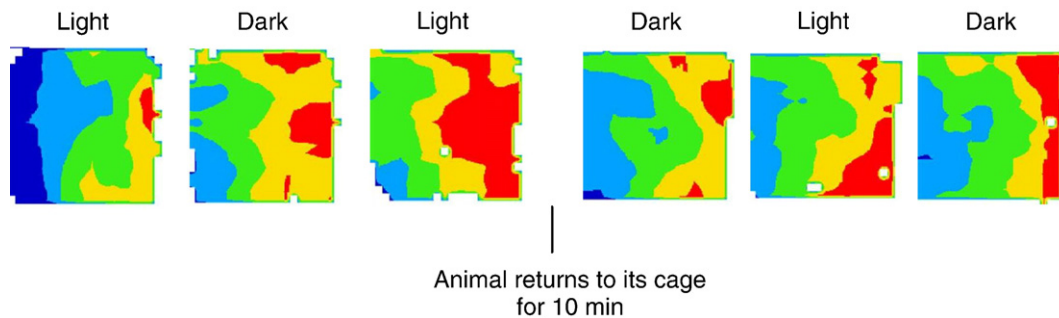 Light Dark Light Dark Light Dark
Animal returns to its cage
for 10 min